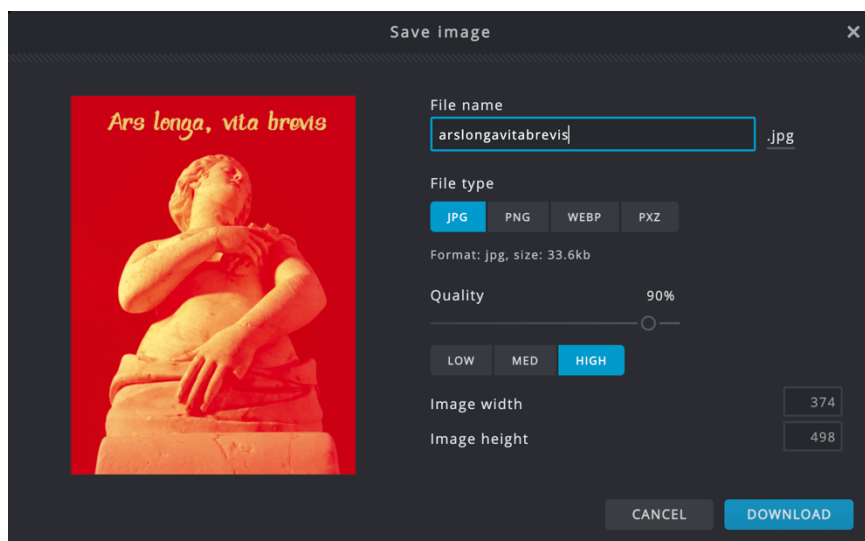 Save image
Ars longa, vita brevis
File name
arslongavitabrevis .jpg
File type
JPG PNG WEBP PXZ
Format: jpg, size: 33.6kb
Quality 90%
LOW MED HIGH
Image width 374
Image height 498
CANCEL DOWNLOAD